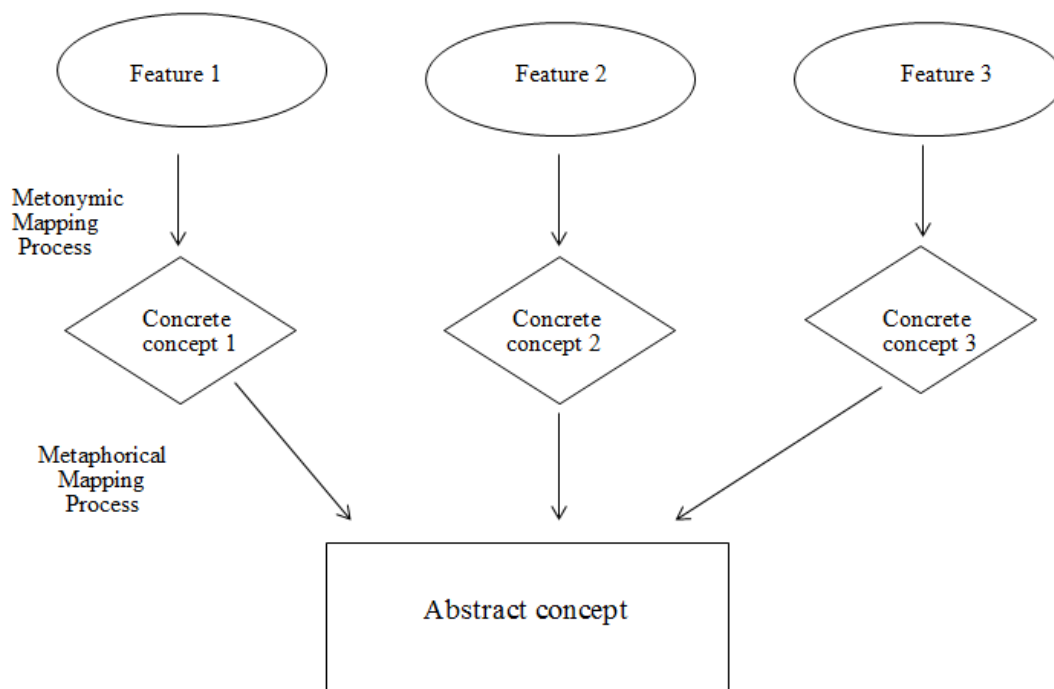 Feature 1
Feature 2
Feature 3
Metonymic
Mapping
Process
Concrete
concept 1
Concrete
concept 2
Concrete
concept 3
Metaphorical
Mapping
Process
Abstract concept